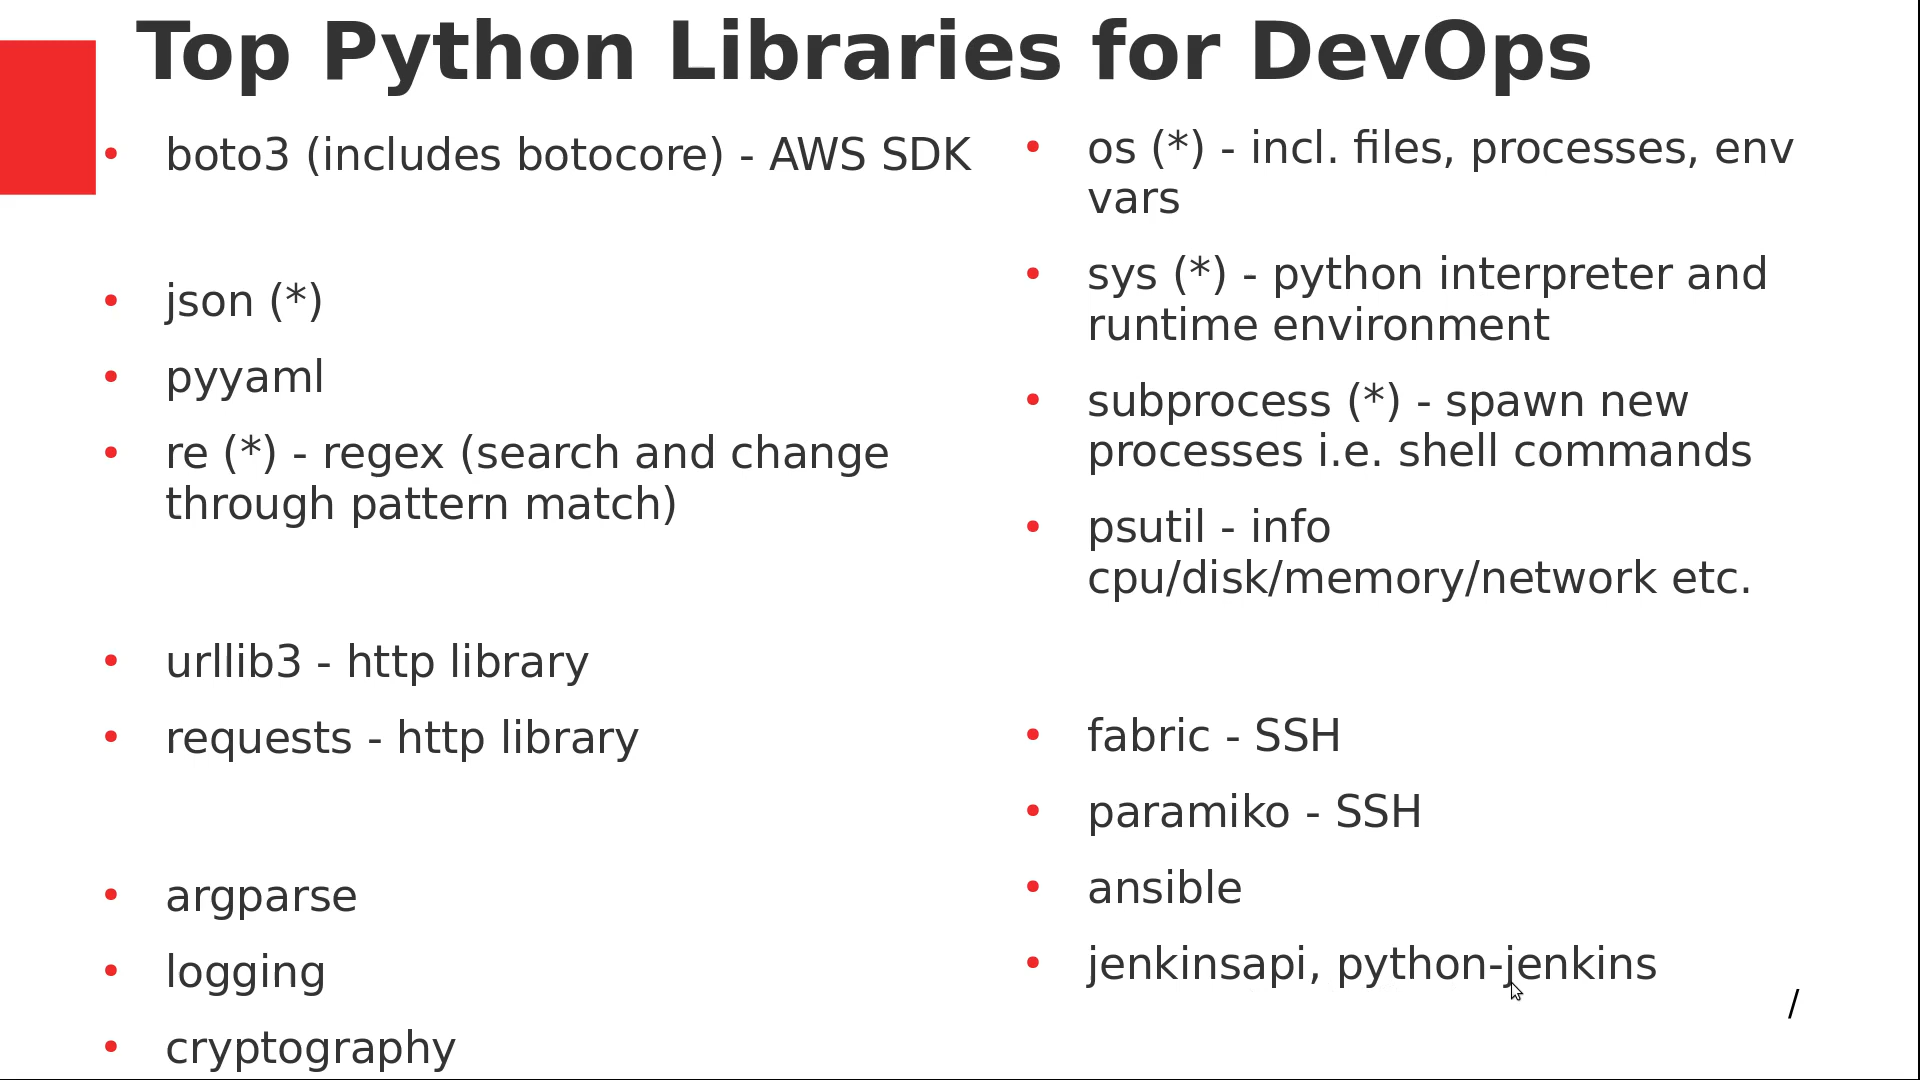 Top Python Libraries for DevOps
• boto3 (includes botocore) - AWS SDK
• json (*)
• pyyaml
• re (*) - regex (search and change
through pattern match)
• urllib3 - http library
• requests - http library
• argparse
• logging
• cryptography
• os (*) - incl. files, processes, env
vars
• sys (*) - python interpreter and
runtime environment
• subprocess (*) - spawn new
processes i.e. shell commands
• psutil - info
cpu/disk/memory/network etc.
• fabric - SSH
• paramiko - SSH
• ansible
• jenkinsapi, python-jenkins
/